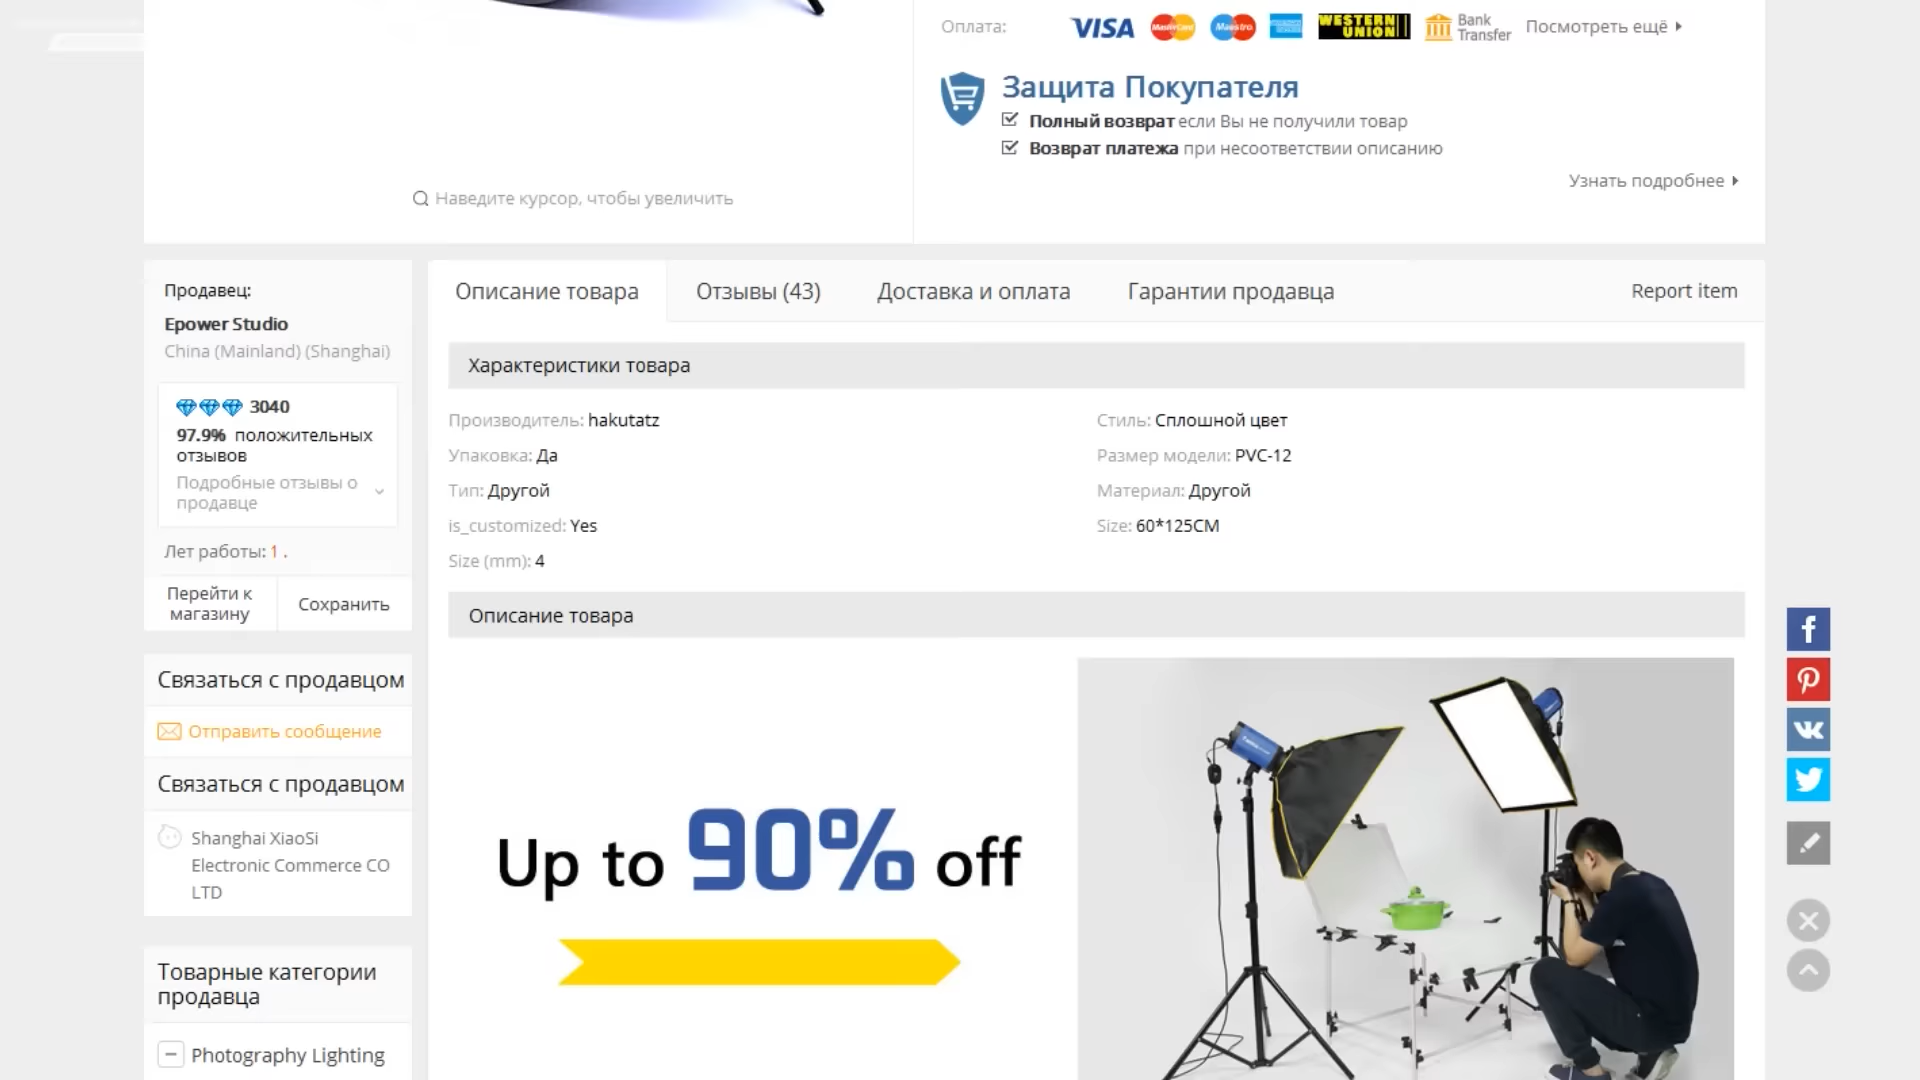 Оплата:
VISA
MasterCard
Maestro
WESTERN
UNION
Bank
Transfer
Посмотреть ещё
Защита Покупателя
Полный возврат если Вы не получили товар
Возврат платежа при несоответствии описанию
Узнать подробнее
Наведите курсор, чтобы увеличить
Продавец:
Epower Studio
China (Mainland) (Shanghai)
3040
97.9% положительных
отзывов
Подробные отзывы о
продавце
Лет работы: 1 .
Перейти к
магазину
Сохранить
Связаться с продавцом
Отправить сообщение
Связаться с продавцом
Shanghai XiaoSi
Electronic Commerce CO
LTD
Товарные категории
продавца
Photography Lighting
Описание товара
Отзывы (43)
Доставка и оплата
Гарантии продавца
Report item
Характеристики товара
Производитель: hakutatz
Стиль: Сплошной цвет
Упаковка: Да
Размер модели: PVC-12
Тип: Другой
Материал: Другой
is_customized: Yes
Size: 60*125CM
Size (mm): 4
Описание товара
Up to 90% off